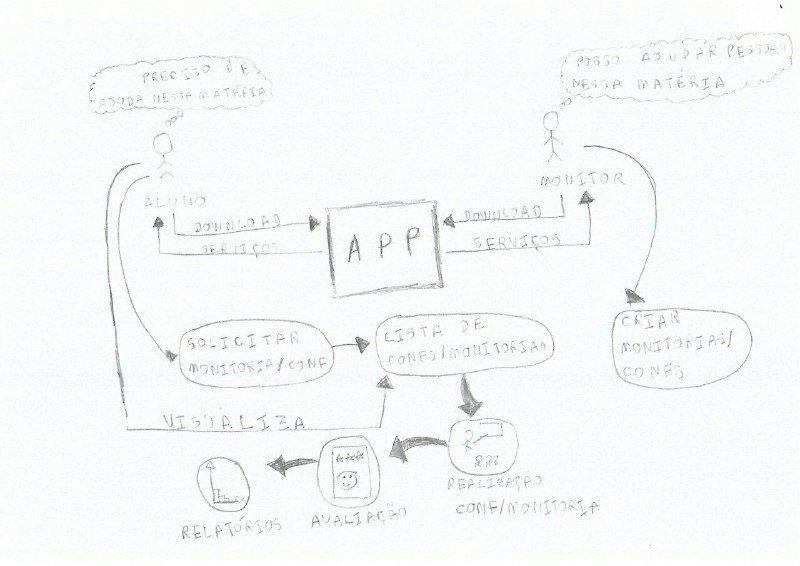 PRECISO DE
AJUDA NESSA MATÉRIA
POSSO AJUDAR PESSOAS
NESSA MATÉRIA
ALUNO
MONITOR
DOWNLOAD
SERVIÇOS
APP
DOWNLOAD
SERVIÇOS
SOLICITAR
MONITORIA/CONF
LISTA DE
CONFS/MONITORIAS
CRIAR
MONITORIAS/
CONFS
VISUALIZA
REALIZAÇÃO
CONF/MONITORIA
AVALIAÇÃO
RELATÓRIOS